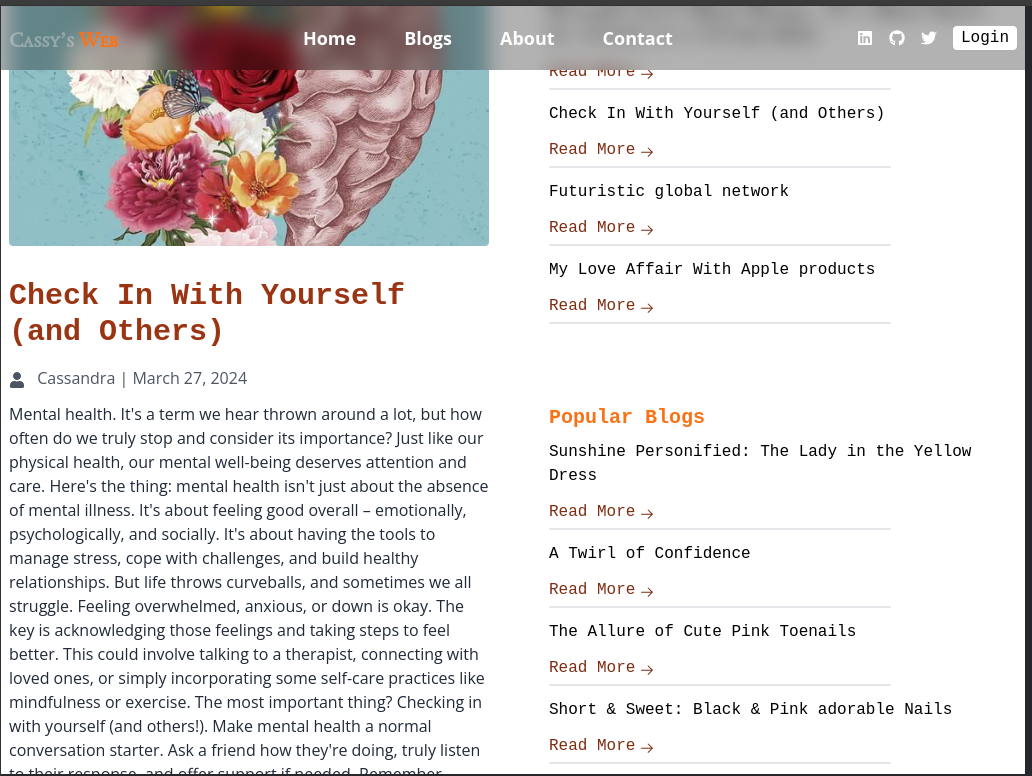 Cassy's Web
Home Blogs About Contact Login
Check In With Yourself
(and Others)
Cassandra | March 27, 2024
Mental health. It's a term we hear thrown around a lot, but how
often do we truly stop and consider its importance? Just like our
physical health, our mental well-being deserves attention and
care. Here's the thing: mental health isn't just about the absence
of mental illness. It's about feeling good overall – emotionally,
psychologically, and socially. It's about having the tools to
manage stress, cope with challenges, and build healthy
relationships. But life throws curveballs, and sometimes we all
struggle. Feeling overwhelmed, anxious, or down is okay. The
key is acknowledging those feelings and taking steps to feel
better. This could involve talking to a therapist, connecting with
loved ones, or simply incorporating some self-care practices like
mindfulness or exercise. The most important thing? Checking in
with yourself (and others!). Make mental health a normal
conversation starter. Ask a friend how they're doing, truly listen
to their response, and offer support if needed. Remember,
Read More →
Check In With Yourself (and Others)
Read More →
Futuristic global network
Read More →
My Love Affair With Apple products
Read More →
Popular Blogs
Sunshine Personified: The Lady in the Yellow
Dress
Read More →
A Twirl of Confidence
Read More →
The Allure of Cute Pink Toenails
Read More →
Short & Sweet: Black & Pink adorable Nails
Read More →